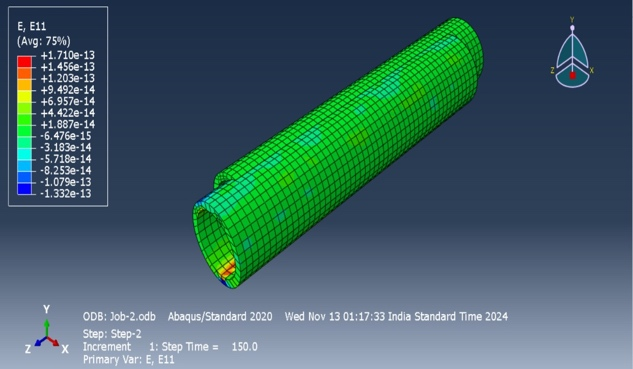 E, E11
(Avg: 75%)
+1.710e-13
+1.456e-13
+1.203e-13
+9.492e-14
+6.957e-14
+4.422e-14
+1.887e-14
-6.476e-15
-3.183e-14
-5.718e-14
-8.253e-14
-1.079e-13
-1.332e-13
Y
Z X
Y
Z X
ODB: Job-2.odb Abaqus/Standard 2020 Wed Nov 13 01:17:33 India Standard Time 2024
Step: Step-2
Increment 1: Step Time = 150.0
Primary Var: E, E11